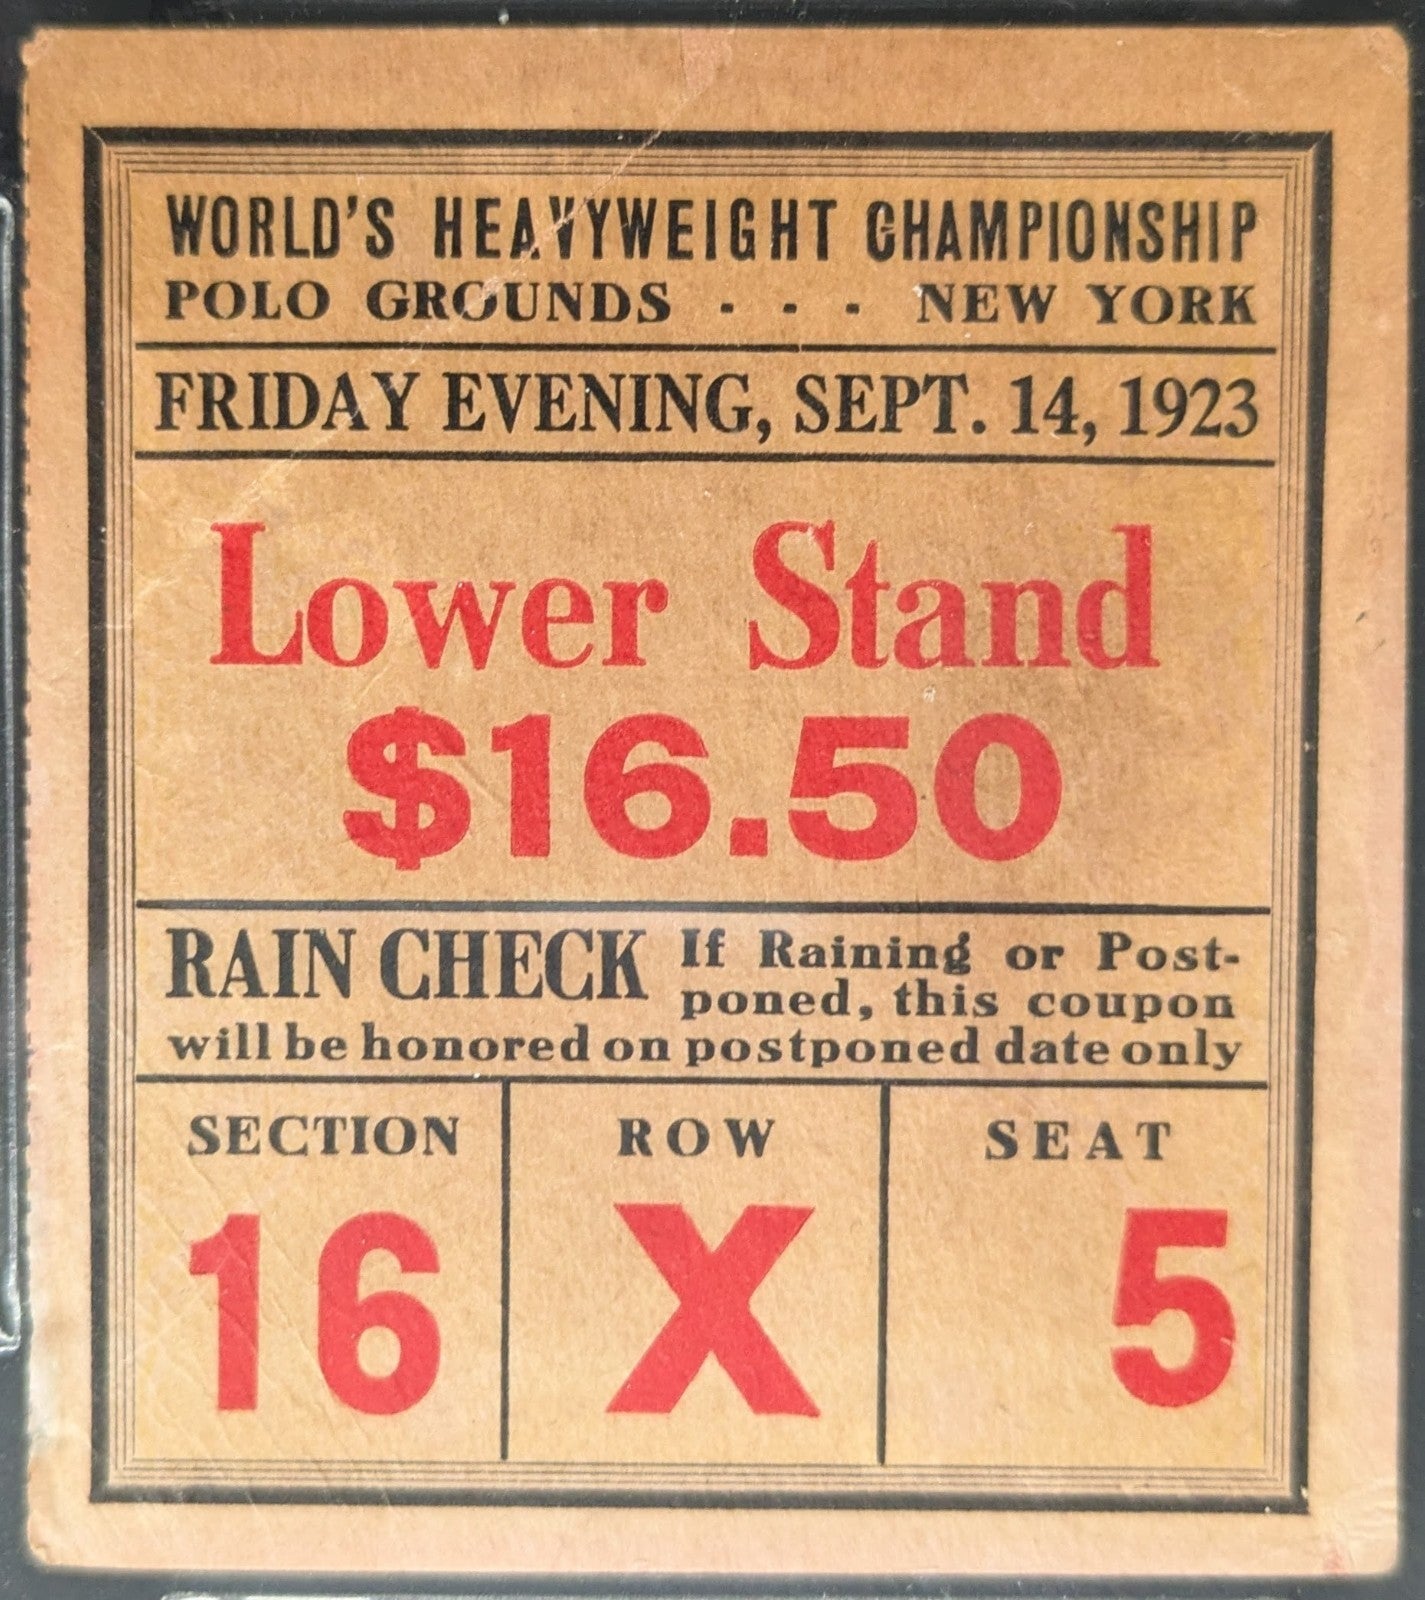 WORLD'S HEAVYWEIGHT CHAMPIONSHIP
POLO GROUNDS - - - NEW YORK
FRIDAY EVENING, SEPT. 14, 1923
Lower Stand
$16.50
RAIN CHECK If Raining or Post-
poned, this coupon
will be honored on postponed date only
SECTION ROW SEAT
16 X 5